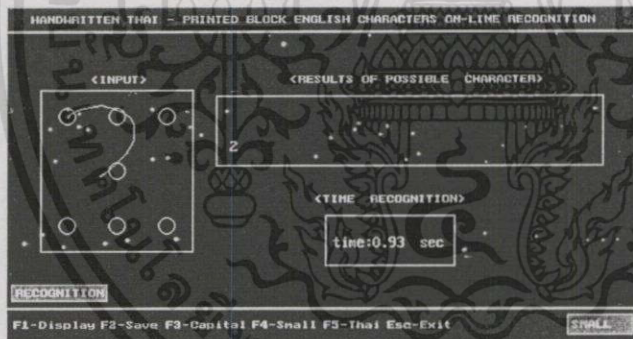 HANDWRITTEN THAI - PRINTED BLOCK ENGLISH CHARACTERS ON-LINE RECOGNITION
<INPUT>
<RESULTS OF POSSIBLE CHARACTER>
2
<TIME RECOGNITION>
time:0.93 sec
RECOGNITION
F1-Display F2-Save F3-Capital F4-Small F5-Thai Esc-Exit
SMALL